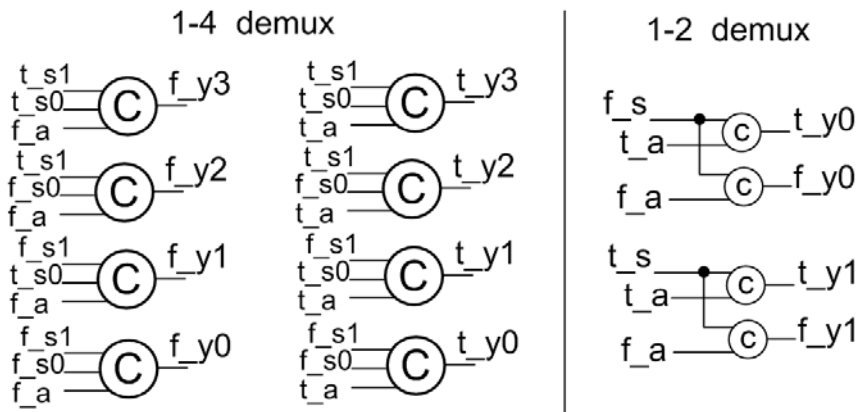 1-4 demux
t_s1
t_s0
f_a
C
f_y3
t_s1
f_s0
f_a
C
f_y2
f_s1
t_s0
f_a
C
f_y1
f_s1
f_s0
f_a
C
f_y0
t_s1
t_s0
t_a
C
t_y3
t_s1
f_s0
t_a
C
t_y2
f_s1
t_s0
t_a
C
t_y1
f_s1
f_s0
t_a
C
t_y0
1-2 demux
f_s
t_a
f_a
C
t_y0
C
f_y0
t_s
t_a
f_a
C
t_y1
C
f_y1